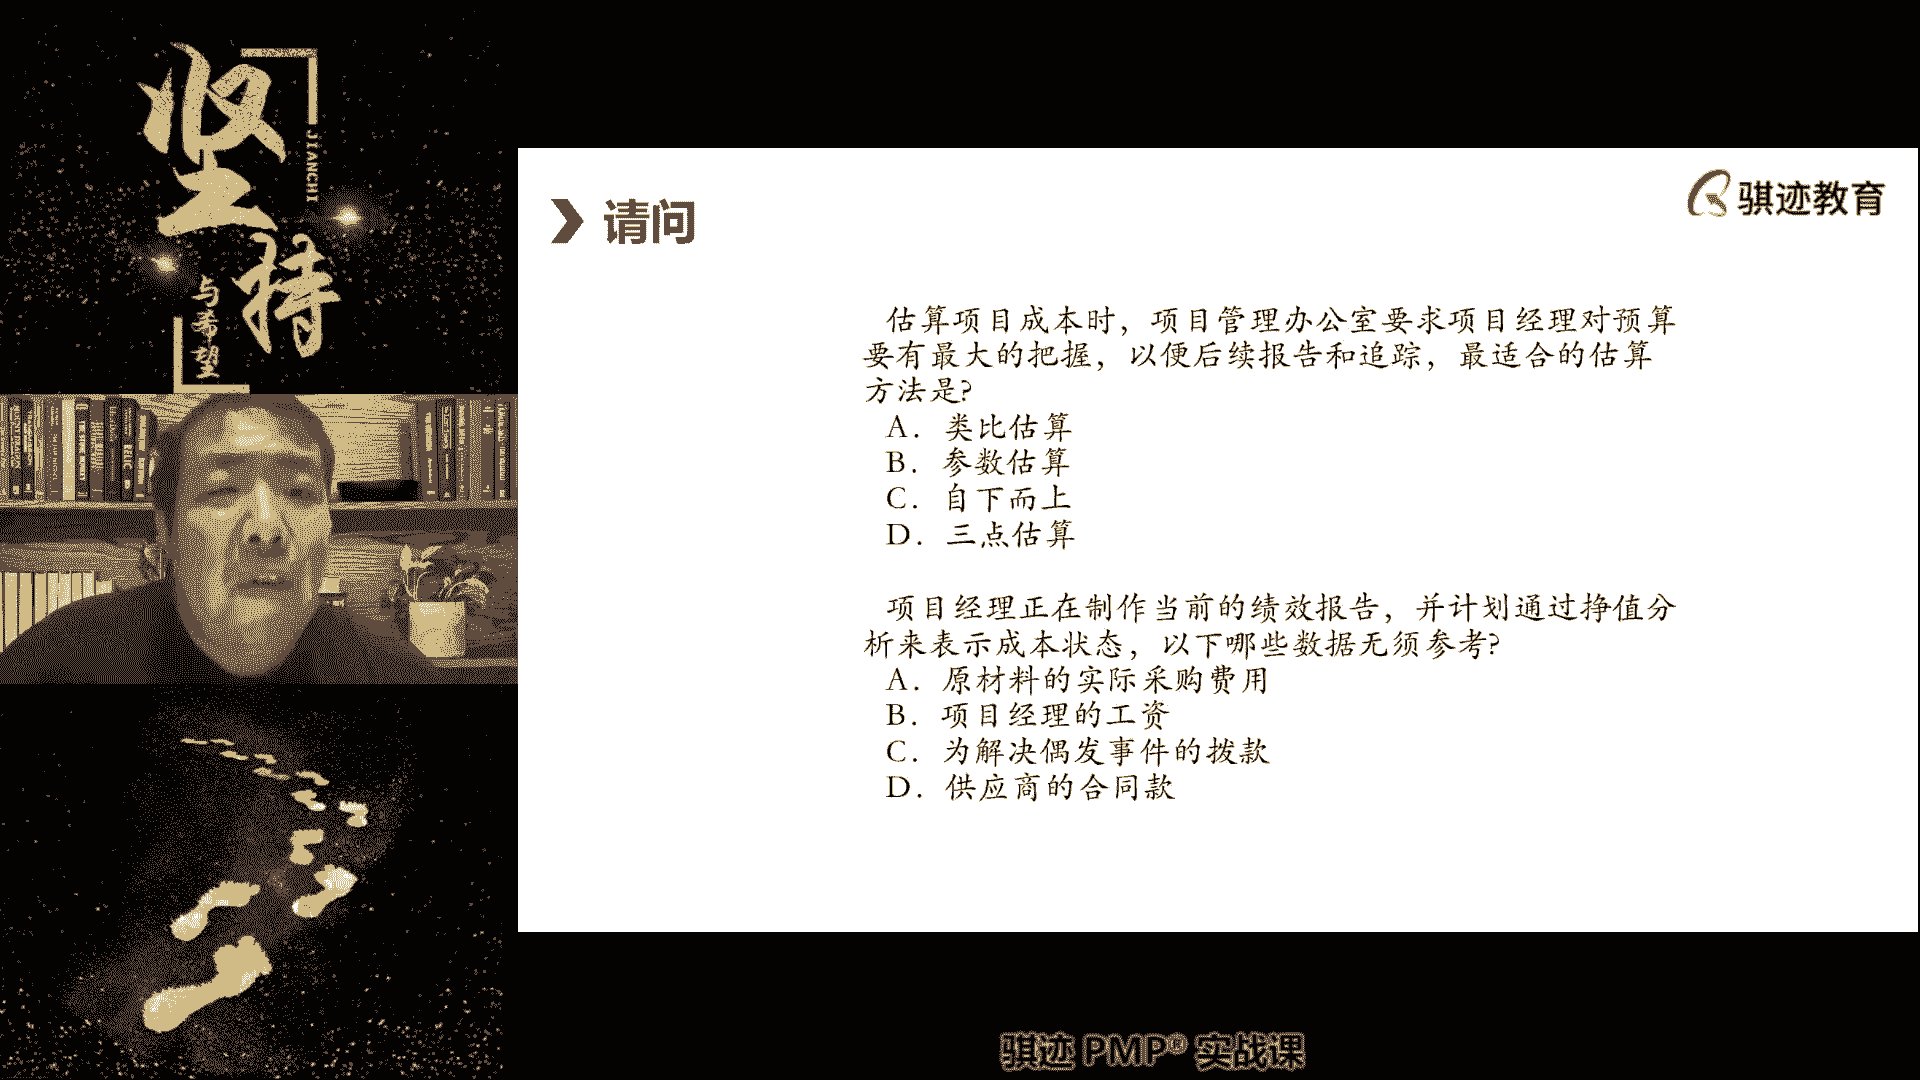 坚持
JIANCHI
与希望
请问
骐迹教育
估算项目成本时，项目管理办公室要求项目经理对预算
要有最大的把握，以便后续报告和追踪，最适合的估算
方法是?
A. 类比估算
B. 参数估算
C. 自下而上
D. 三点估算
项目经理正在制作当前的绩效报告，并计划通过挣值分
析来表示成本状态，以下哪些数据无须参考?
A. 原材料的实际采购费用
B. 项目经理的工资
C. 为解决偶发事件的拨款
D. 供应商的合同款
骐迹 PMP® 实战课